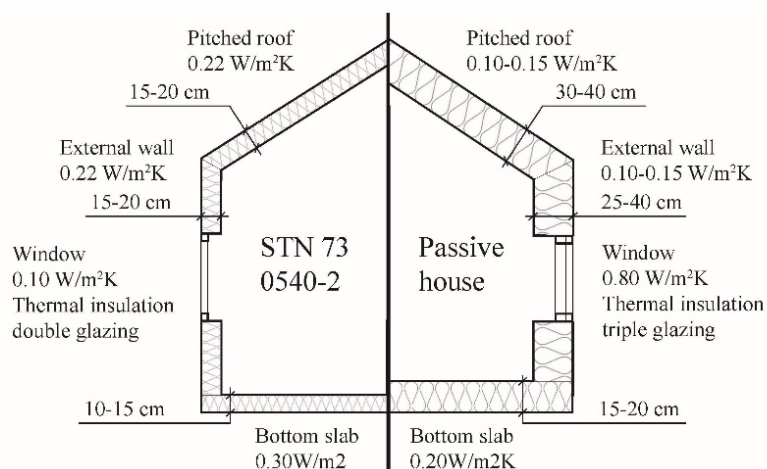 Pitched roof
0.22 W/m²K
15-20 cm
Pitched roof
0.10-0.15 W/m²K
30-40 cm
External wall
0.22 W/m²K
15-20 cm
External wall
0.10-0.15 W/m²K
25-40 cm
STN 73
0540-2
Passive
house
Window
0.10 W/m²K
Thermal insulation
double glazing
Window
0.80 W/m²K
Thermal insulation
triple glazing
10-15 cm
15-20 cm
Bottom slab
0.30W/m2
Bottom slab
0.20W/m2K